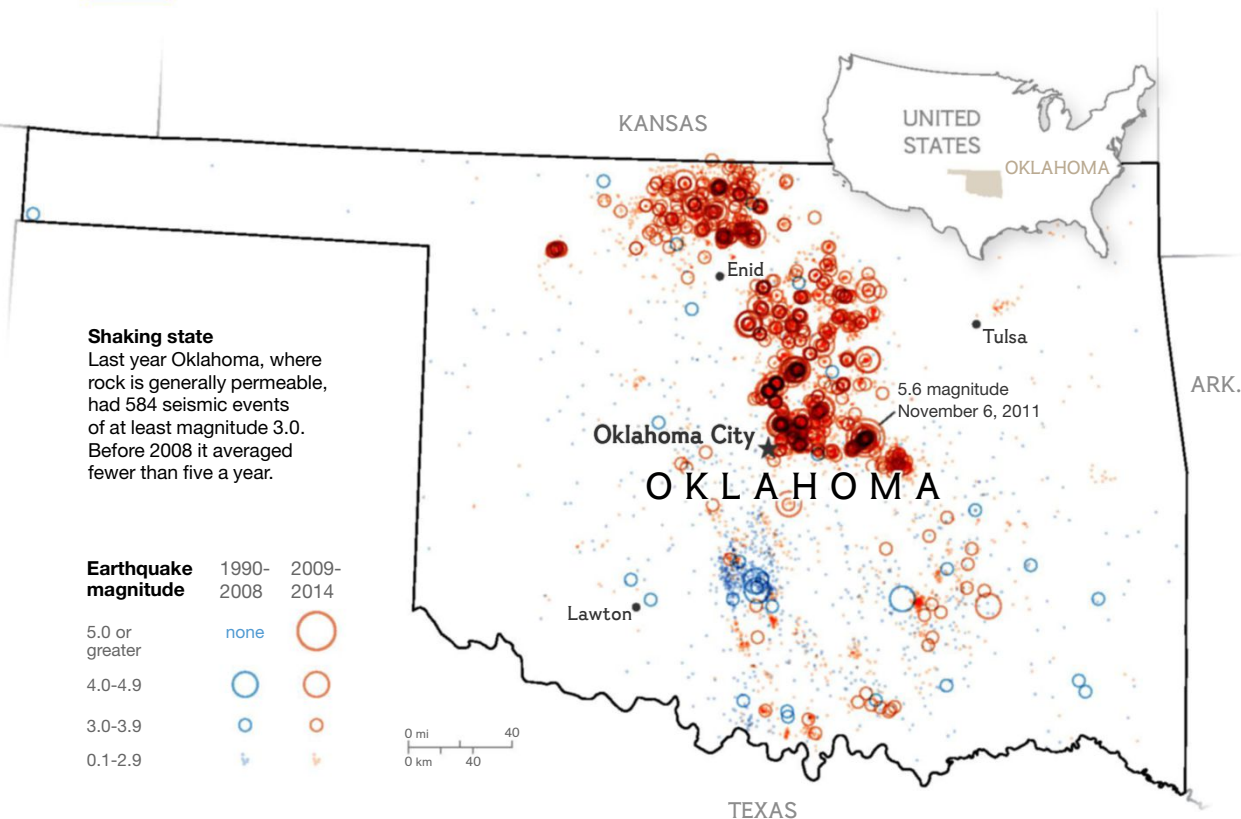 KANSAS
UNITED
STATES
OKLAHOMA
Enid
Tulsa
Shaking state
Last year Oklahoma, where
rock is generally permeable,
had 584 seismic events
of at least magnitude 3.0.
Before 2008 it averaged
fewer than five a year.
ARK.
5.6 magnitude
November 6, 2011
Oklahoma City
OKLAHOMA
Earthquake
magnitude
1990-
2008
2009-
2014
5.0 or
greater
none
4.0-4.9
3.0-3.9
0.1-2.9
Lawton
0 mi 40
0 km 40
TEXAS